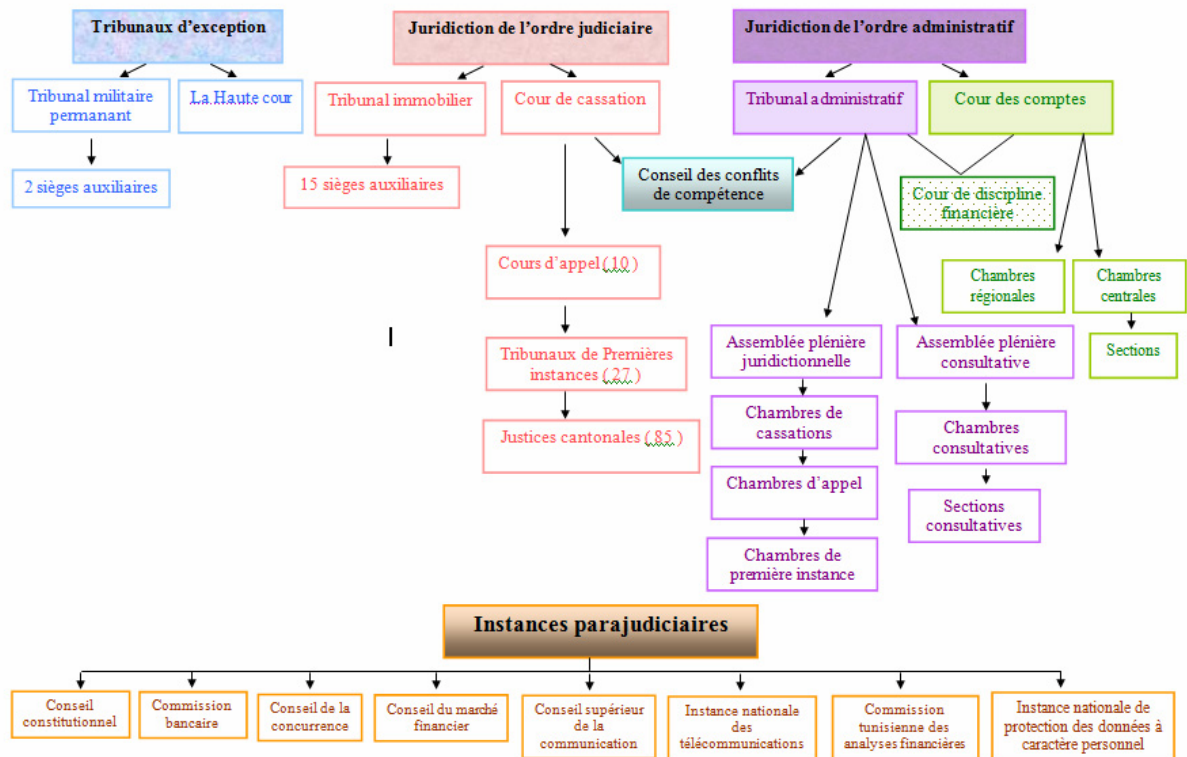 Tribunaux d'exception
Juridiction de l'ordre judiciaire
Juridiction de l'ordre administratif
Tribunal militaire
permanant
La Haute cour
Tribunal immobilier
Cour de cassation
Tribunal administratif
Cour des comptes
2 sièges auxiliaires
15 sièges auxiliaires
Conseil des conflits
de compétence
Cour de discipline
financière
Cours d'appel ( 10 )
Chambres
régionales
Chambres
centrales
Tribunaux de Premières
instances ( 27 )
Assemblée plénière
juridictionnelle
Assemblée plénière
consultative
Sections
Justices cantonales ( 85 )
Chambres de
cassations
Chambres
consultatives
Chambres d'appel
Sections
consultatives
Chambres de
première instance
Instances parajudiciaires
Conseil
constitutionnel
Commission
bancaire
Conseil de la
concurrence
Conseil du marché
financier
Conseil supérieur
de la
communication
Instance nationale
des
télécommunications
Commission
tunisienne des
analyses financières
Instance nationale de
protection des données à
caractère personnel